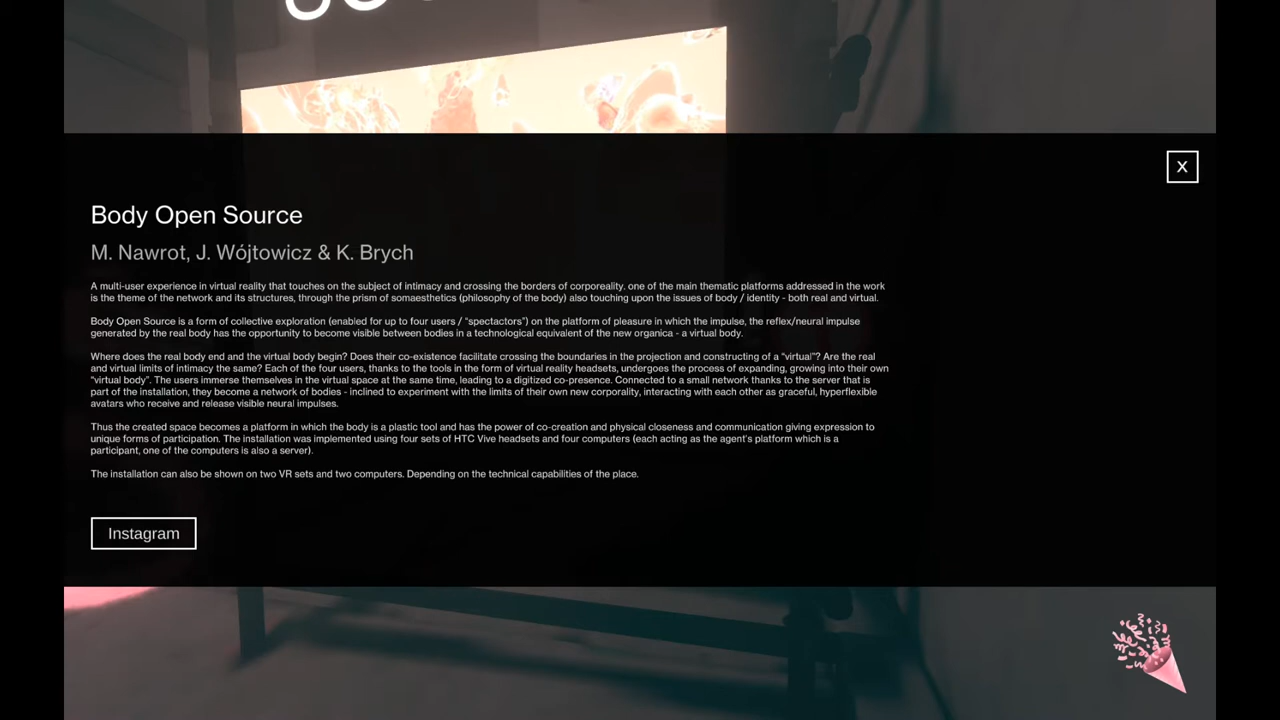 X
Body Open Source
M. Nawrot, J. Wójtowicz & K. Brych
A multi-user experience in virtual reality that touches on the subject of intimacy and crossing the borders of corporeality. one of the main thematic platforms addressed in the work
is the theme of the network and its structures, through the prism of somaesthetics (philosophy of the body) also touching upon the issues of body / identity - both real and virtual.
Body Open Source is a form of collective exploration (enabled for up to four users / "spectactors") on the platform of pleasure in which the impulse, the reflex/neural impulse
generated by the real body has the opportunity to become visible between bodies in a technological equivalent of the new organica - a virtual body.
Where does the real body end and the virtual body begin? Does their co-existence facilitate crossing the boundaries in the projection and constructing of a "virtual"? Are the real
and virtual limits of intimacy the same? Each of the four users, thanks to the tools in the form of virtual reality headsets, undergoes the process of expanding, growing into their own
"virtual body". The users immerse themselves in the virtual space at the same time, leading to a digitized co-presence. Connected to a small network thanks to the server that is
part of the installation, they become a network of bodies - inclined to experiment with the limits of their own new corporality, interacting with each other as graceful, hyperflexible
avatars who receive and release visible neural impulses.
Thus the created space becomes a platform in which the body is a plastic tool and has the power of co-creation and physical closeness and communication giving expression to
unique forms of participation. The installation was implemented using four sets of HTC Vive headsets and four computers (each acting as the agent's platform which is a
participant, one of the computers is also a server).
The installation can also be shown on two VR sets and two computers. Depending on the technical capabilities of the place.
Instagram